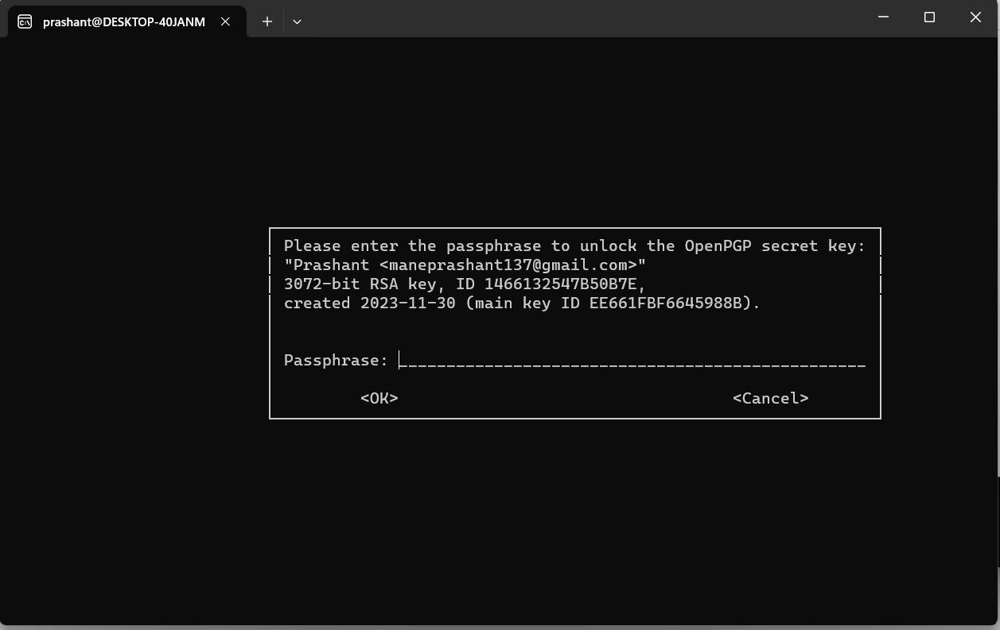 prashant@DESKTOP-40JANM
Please enter the passphrase to unlock the OpenPGP secret key:
"Prashant <maneprashant137@gmail.com>"
3072-bit RSA key, ID 1466132547B50B7E,
created 2023-11-30 (main key ID EE661FBF6645988B).
Passphrase: _________________________________________________
<OK> <Cancel>